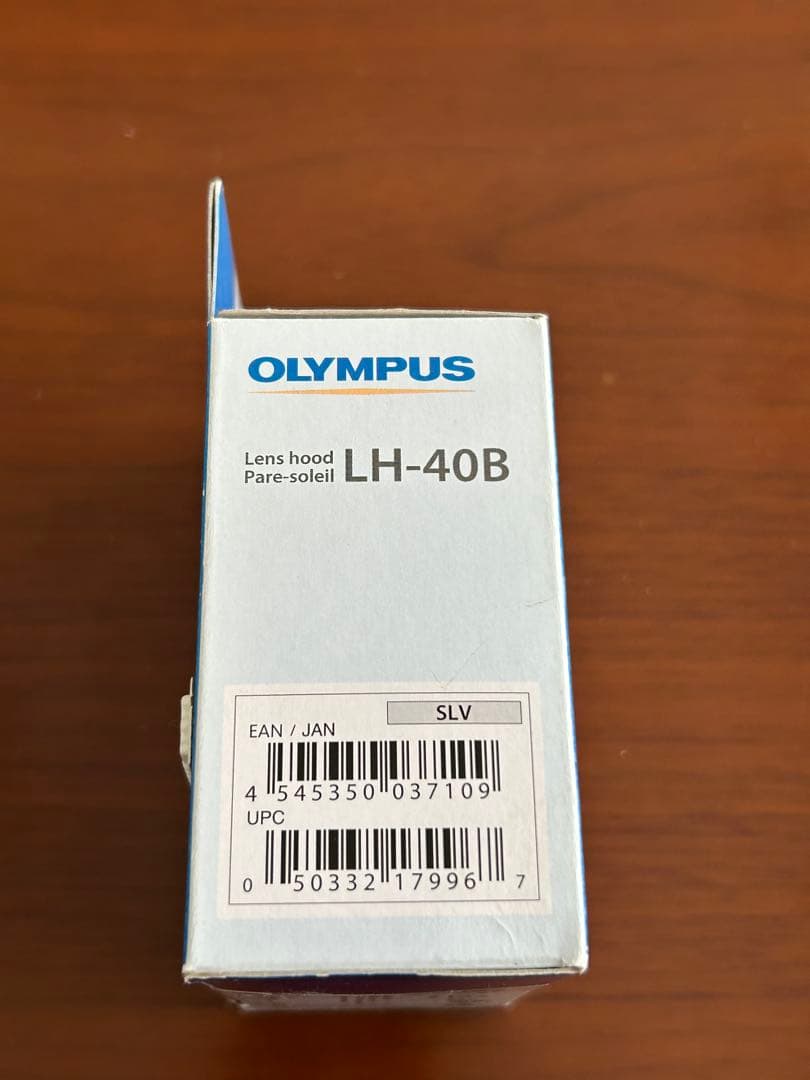 OLYMPUS
Lens hood
Pare-soleil LH-40B
SLV
EAN / JAN
4 545350 037109
UPC
0 50332 17996 7